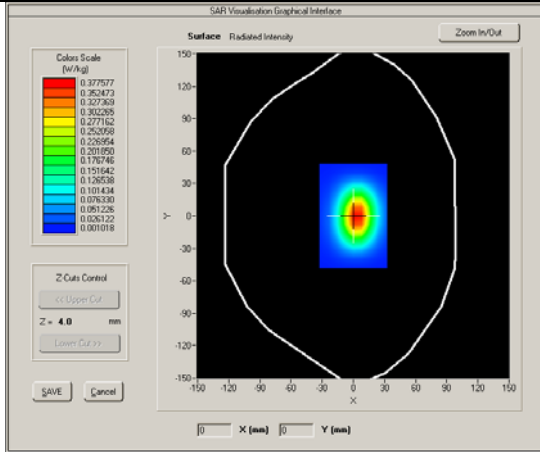 SAR Visualisation Graphical Interface
Surface Radiated Intensity
Zoom In/Out
Colors Scale
(W/kg)
0.377577
0.352473
0.327369
0.302265
0.277162
0.252058
0.226954
0.201850
0.176746
0.151642
0.126538
0.101434
0.076330
0.051226
0.026122
0.001018
Z-Cuts Control
<< Upper Cut
Z = 4.0 mm
Lower Cut >>
SAVE Cancel
150
120
90
60
30
0
-30
-60
-90
-120
-150
Y
-150 -120 -90 -60 -30 0 30 60 90 120 150
X
0 X (mm) 0 Y (mm)